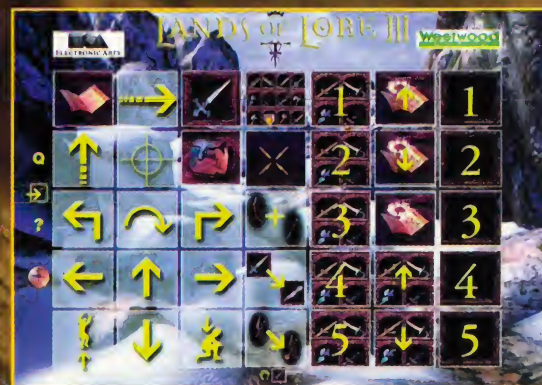 LANDS OF LORE III
ELECTRONIC ARTS
Westwood
1 1
Q
2 2
?
3 3
4 4
5 5